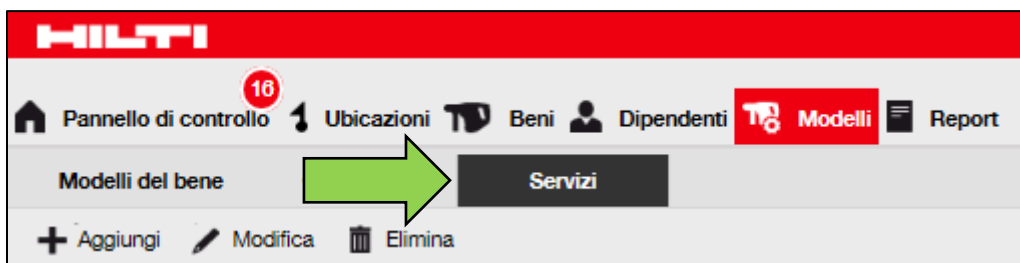 HILTI
16
Pannello di controllo Ubicazioni Beni Dipendenti Modelli Report
Modelli del bene Servizi
Aggiungi Modifica Elimina